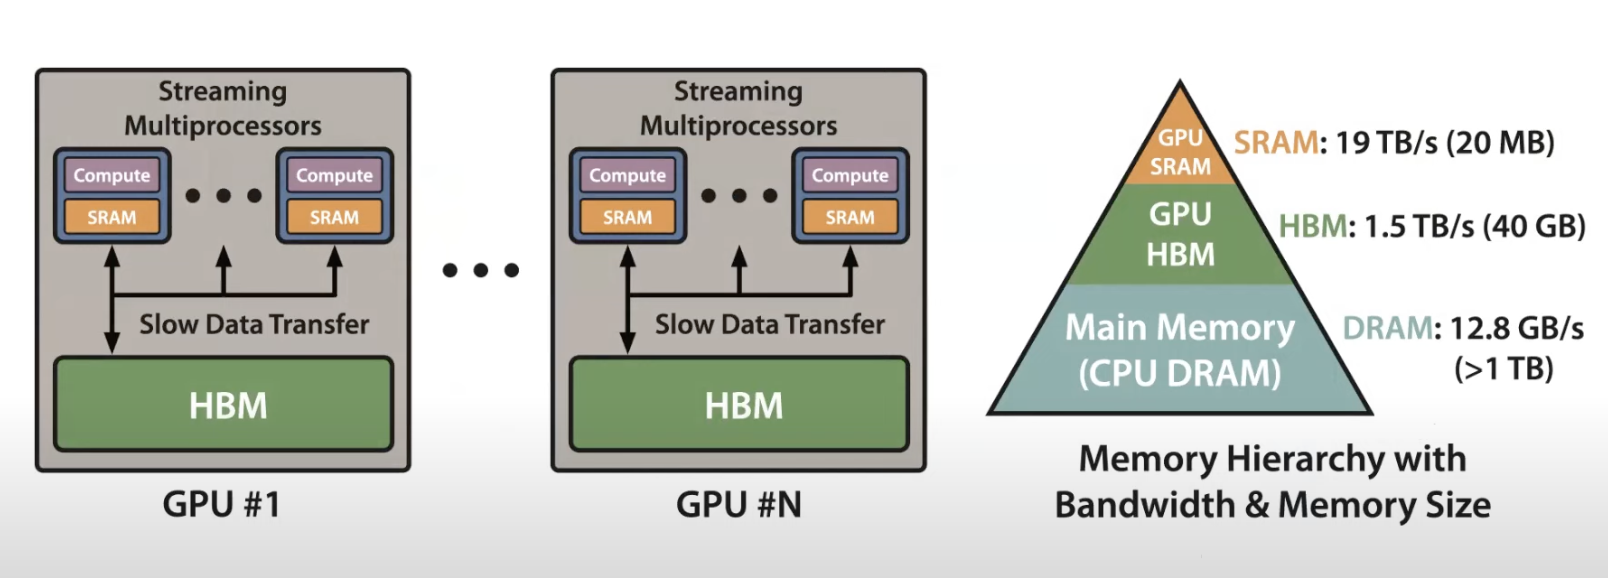 Streaming
Multiprocessors
Compute
SRAM
Compute
SRAM
Slow Data Transfer
HBM
GPU #1
Streaming
Multiprocessors
Compute
SRAM
Compute
SRAM
Slow Data Transfer
HBM
GPU #N
GPU
SRAM
SRAM: 19 TB/s (20 MB)
GPU
HBM
HBM: 1.5 TB/s (40 GB)
Main Memory
(CPU DRAM)
DRAM: 12.8 GB/s
(>1 TB)
Memory Hierarchy with
Bandwidth & Memory Size